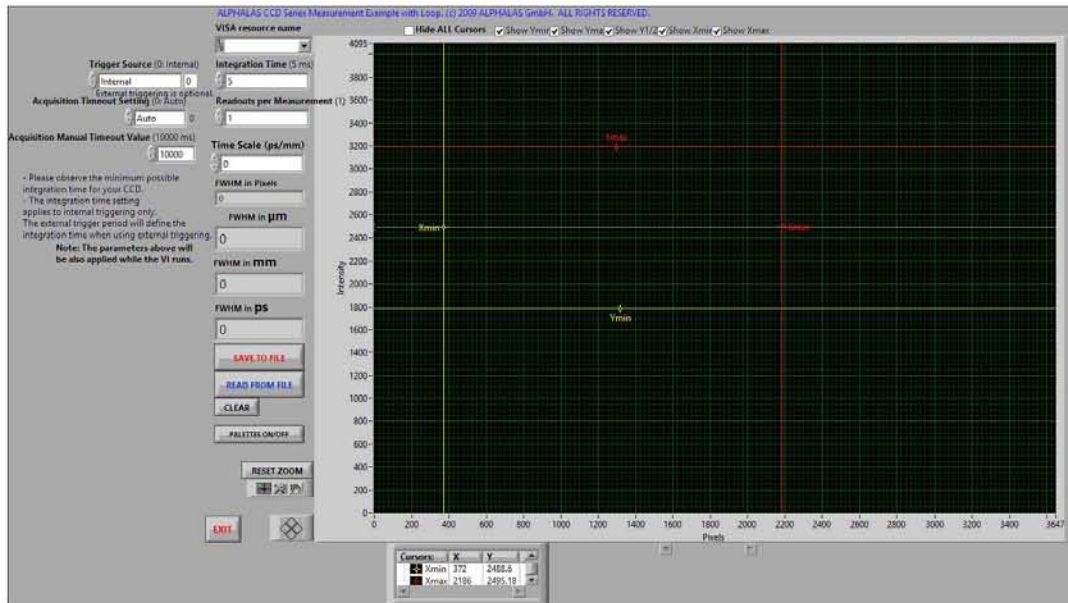 ALPHALAS CCD Series Measurement Example with Loop. (c) 2009 ALPHALAS GmbH. ALL RIGHTS RESERVED.
VISA resource name
Hide ALL Cursors Show Ymin Show Yma Show Y1/2 Show Xmin Show Xmax
Trigger Source (0: Internal)
Integration Time (5 ms)
Internal 0
5
External triggering is optional.
Acquisition Timeout Setting (0: Auto)
Readouts per Measurement (1)
Auto 0
1
Acquisition Manual Timeout Value (10000 ms)
10000
Time Scale (ps/mm)
0
- Please observe the minimum possible
integration time for your CCD.
- The integration time setting
applies to internal triggering only.
The external trigger period will define the
integration time when using external triggering.
Note: The parameters above will
be also applied while the VI runs.
FWHM in Pixels
0
FWHM in µm
0
FWHM in mm
0
FWHM in ps
0
SAVE TO FILE
READ FROM FILE
CLEAR
PALETTES ON/OFF
RESET ZOOM
EXIT
Intensity
4095
3800
3600
3400
3200
3000
2800
2600
2400
2200
2000
1800
1600
1400
1200
1000
800
600
400
200
0
Ymax
Xmin
Xmax
Ymin
0 200 400 600 800 1000 1200 1400 1600 1800 2000 2200 2400 2600 2800 3000 3200 3400 3647
Pixels
Cursors: X Y
Xmin 372 2488.6
Xmax 2186 2495.18